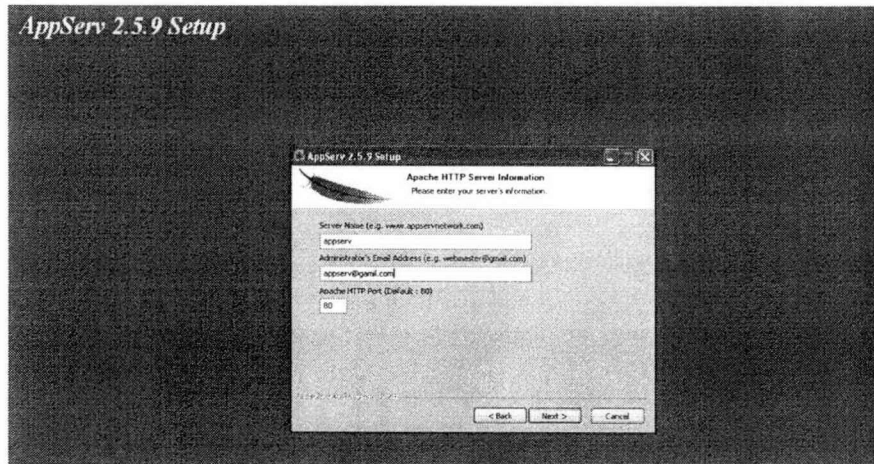 AppServ 2.5.9 Setup
AppServ 2.5.9 Setup
Apache HTTP Server Information
Please enter your server's information.
Server Name (e.g. www.appservnetwork.com)
appserv
Administrator's Email Address (e.g. webmaster@gmail.com)
appserv@gamil.com
Apache HTTP Port (Default : 80)
80
< Back Next > Cancel